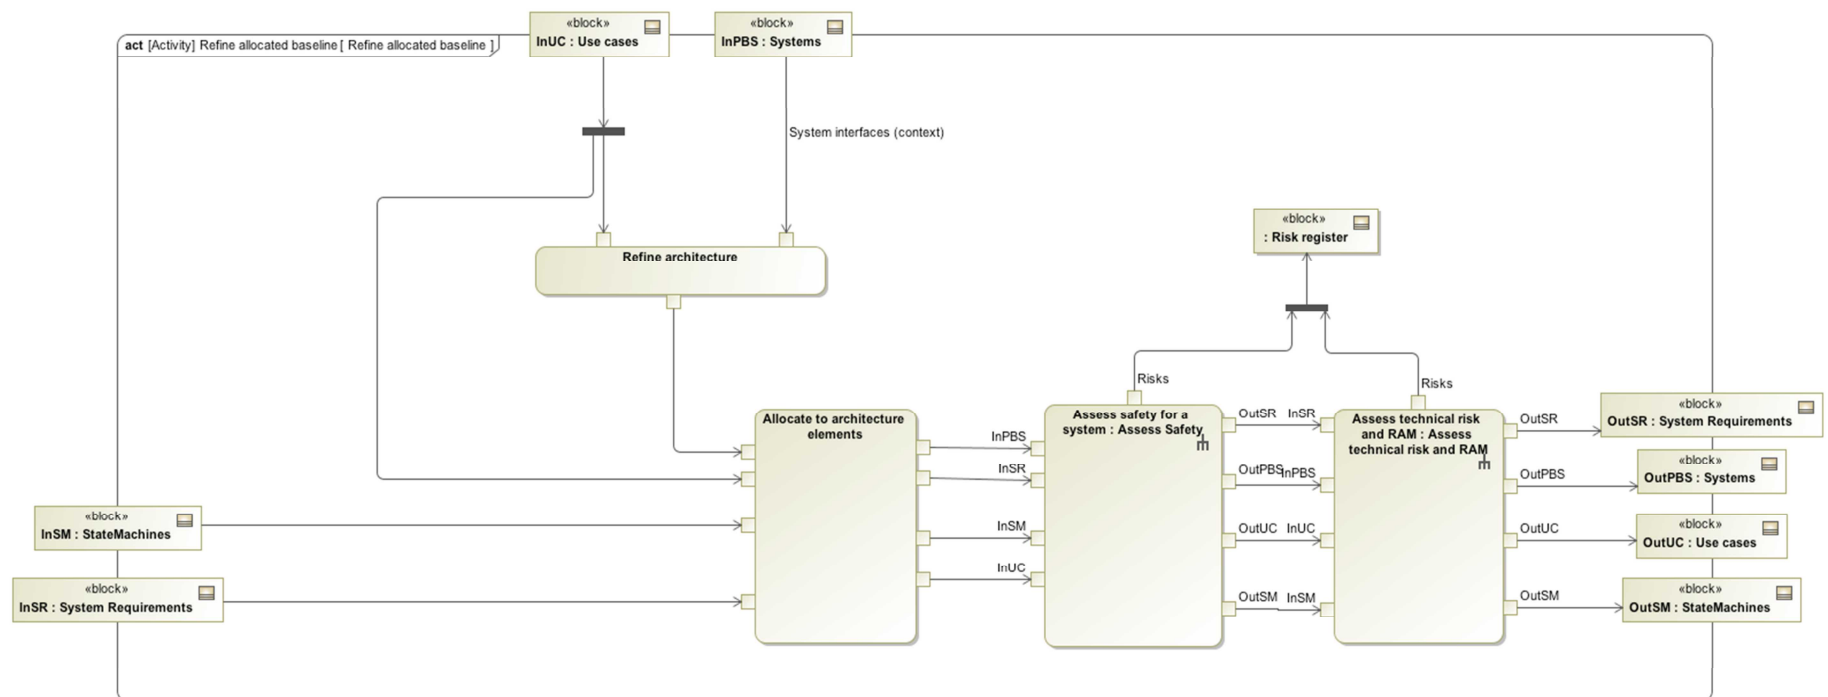 «block»
InUC : Use cases
«block»
InPBS : Systems
act [Activity] Refine allocated baseline [ Refine allocated baseline ]
System interfaces (context)
«block»
: Risk register
Refine architecture
Risks
Risks
Allocate to architecture
elements
Assess safety for a
system : Assess Safety
Assess technical risk
and RAM : Assess
technical risk and RAM
InPBS
InSR
InSM
InUC
OutSR InSR
OutPBS InPBS
OutUC InUC
OutSM InSM
OutSR
OutPBS
OutUC
OutSM
«block»
OutSR : System Requirements
«block»
OutPBS : Systems
«block»
OutUC : Use cases
«block»
OutSM : StateMachines
«block»
InSM : StateMachines
«block»
InSR : System Requirements